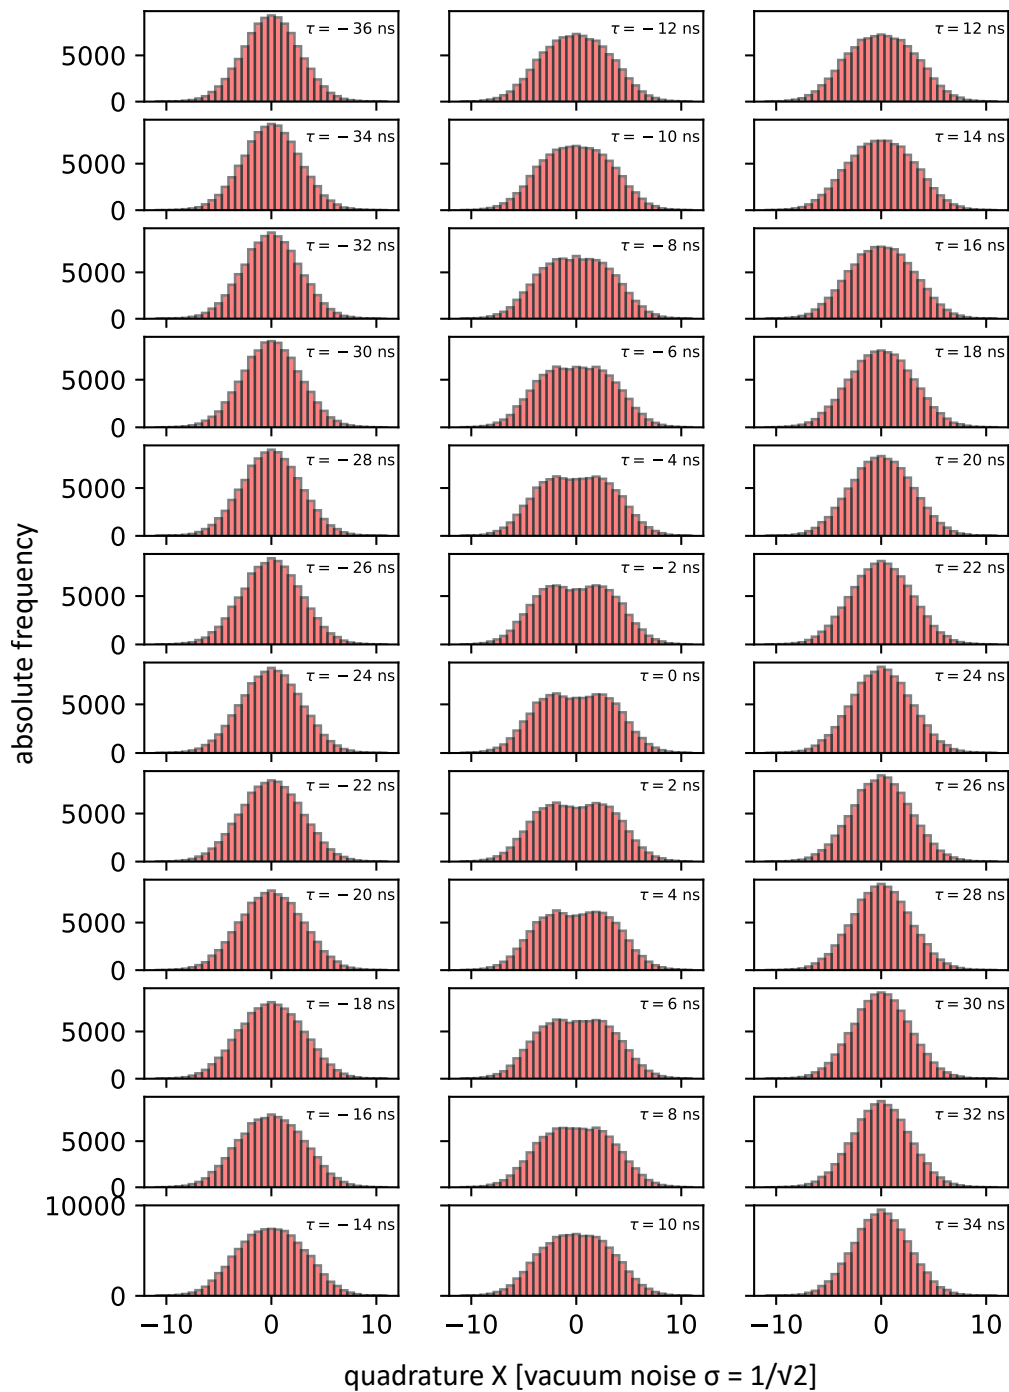 τ = − 36 ns
τ = − 12 ns
τ = 12 ns
5000
0
τ = − 34 ns
τ = − 10 ns
τ = 14 ns
5000
0
τ = − 32 ns
τ = − 8 ns
τ = 16 ns
5000
0
τ = − 30 ns
τ = − 6 ns
τ = 18 ns
5000
0
τ = − 28 ns
τ = − 4 ns
τ = 20 ns
5000
0
τ = − 26 ns
τ = − 2 ns
τ = 22 ns
5000
0
τ = − 24 ns
τ = 0 ns
τ = 24 ns
5000
0
τ = − 22 ns
τ = 2 ns
τ = 26 ns
5000
0
τ = − 20 ns
τ = 4 ns
τ = 28 ns
5000
0
τ = − 18 ns
τ = 6 ns
τ = 30 ns
5000
0
τ = − 16 ns
τ = 8 ns
τ = 32 ns
5000
0
10000
τ = − 14 ns
τ = 10 ns
τ = 34 ns
0
−10 0 10
−10 0 10
−10 0 10
absolute frequency
quadrature X [vacuum noise σ = 1/√2]